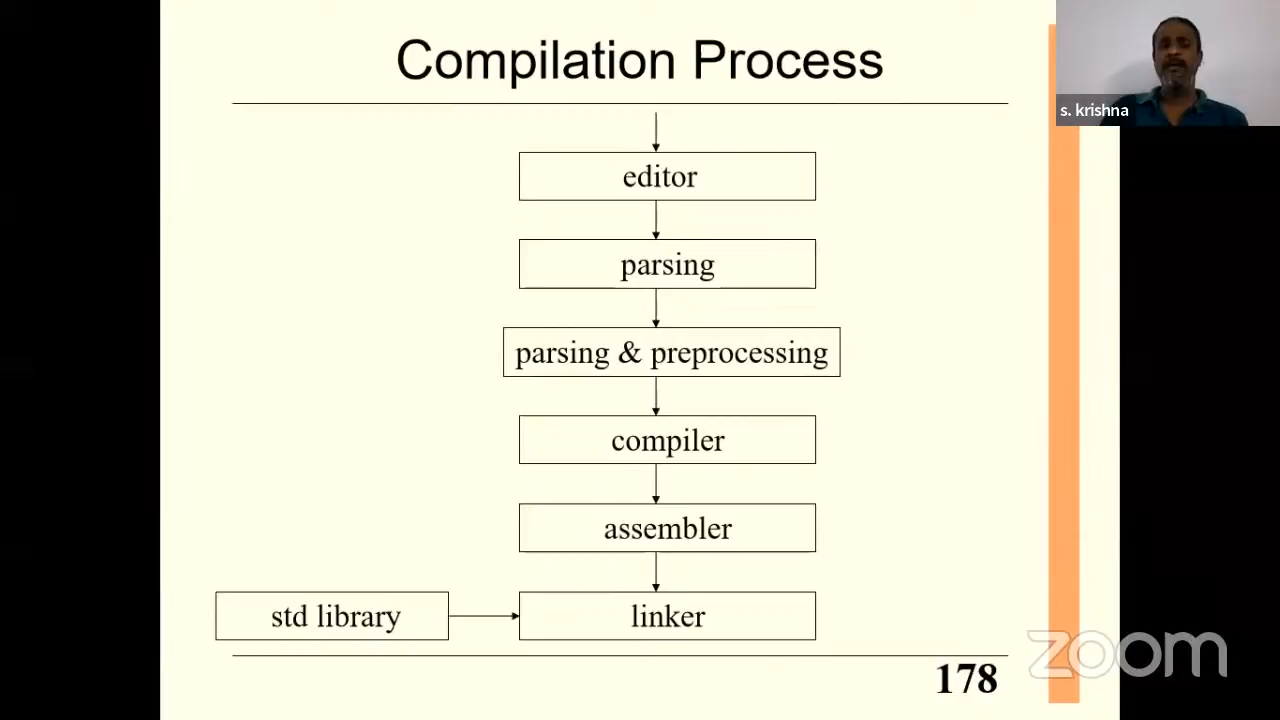 Compilation Process
s. krishna
editor
parsing
parsing & preprocessing
compiler
assembler
std library
linker
zoom
178